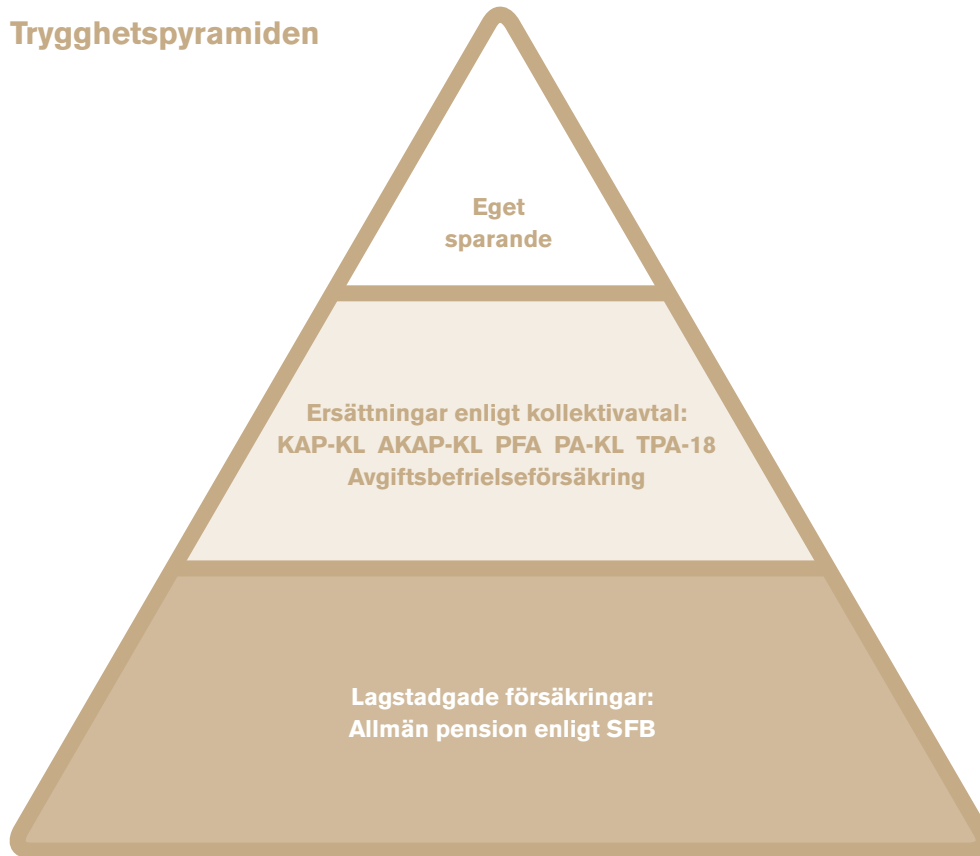 Trygghetspyramiden
Eget
sparande
Ersättningar enligt kollektivavtal:
KAP-KL AKAP-KL PFA PA-KL TPA-18
Avgiftsbefrielseförsäkring
Lagstadgade försäkringar:
Allmän pension enligt SFB